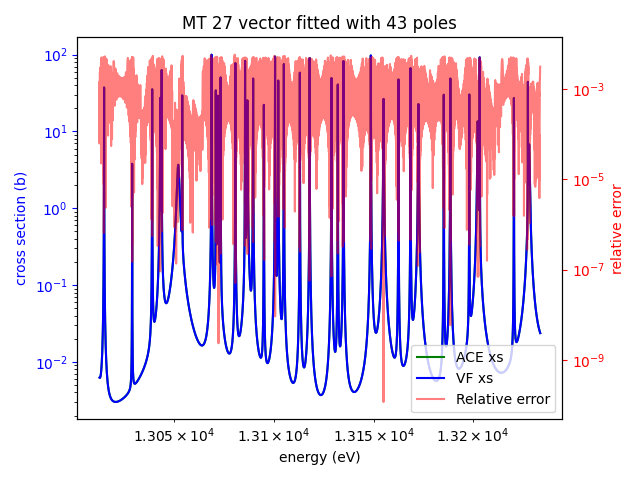 MT 27 vector fitted with 43 poles
10²
10¹
10⁰
10⁻¹
10⁻²
cross section (b)
10⁻³
10⁻⁵
10⁻⁷
10⁻⁹
relative error
ACE xs
VF xs
Relative error
1.305 × 10⁴ 1.31 × 10⁴ 1.315 × 10⁴ 1.32 × 10⁴
energy (eV)